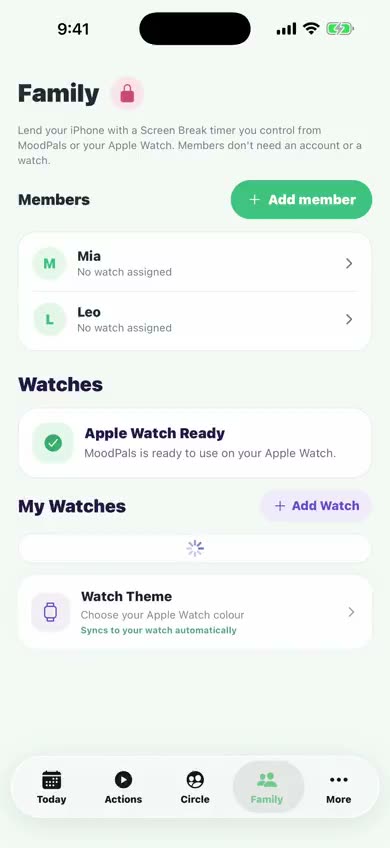 9:41
Family
Lend your iPhone with a Screen Break timer you control from
MoodPals or your Apple Watch. Members don't need an account or a
watch.
Members
+ Add member
M
Mia
No watch assigned
L
Leo
No watch assigned
Watches
Apple Watch Ready
MoodPals is ready to use on your Apple Watch.
My Watches
+ Add Watch
Watch Theme
Choose your Apple Watch colour
Syncs to your watch automatically
Today
Actions
Circle
Family
More